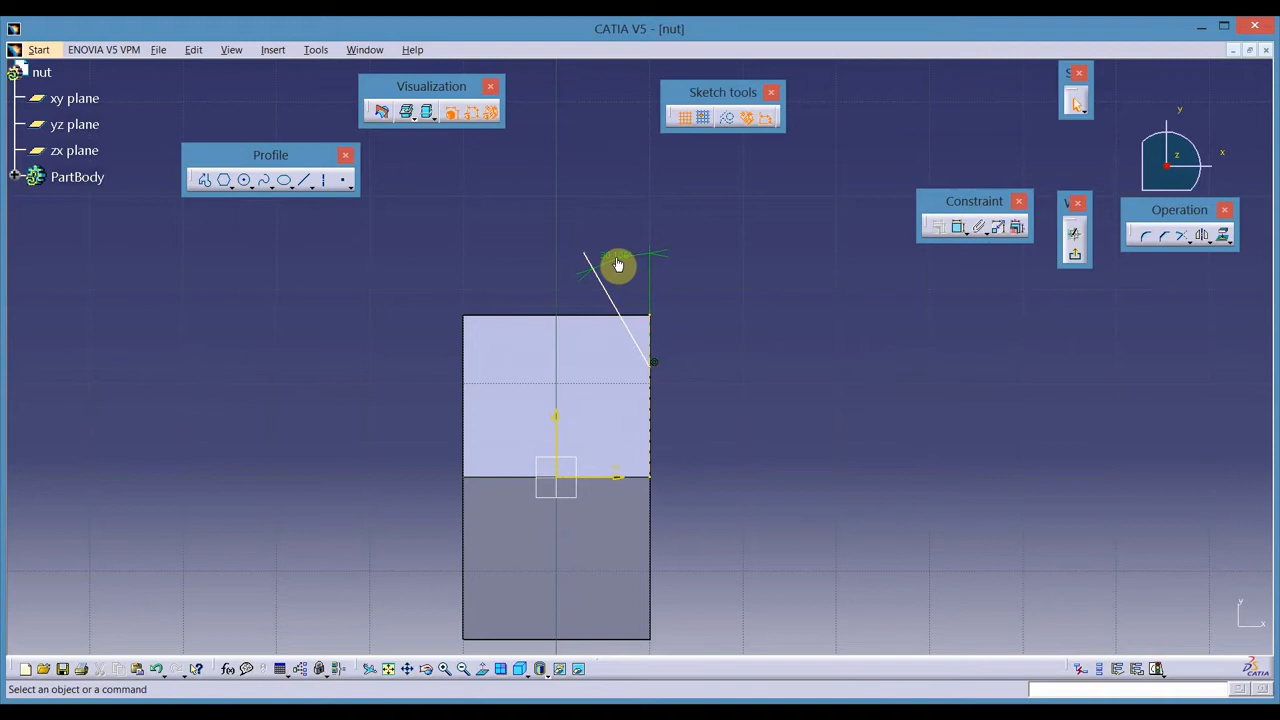 CATIA V5 - [nut]
Start ENOVIA V5 VPM File Edit View Insert Tools Window Help
nut
xy plane
yz plane
zx plane
PartBody
Visualization
Sketch tools
Profile
Constraint
Operation
y
x
z
y
x
Select an object or a command
CATIA